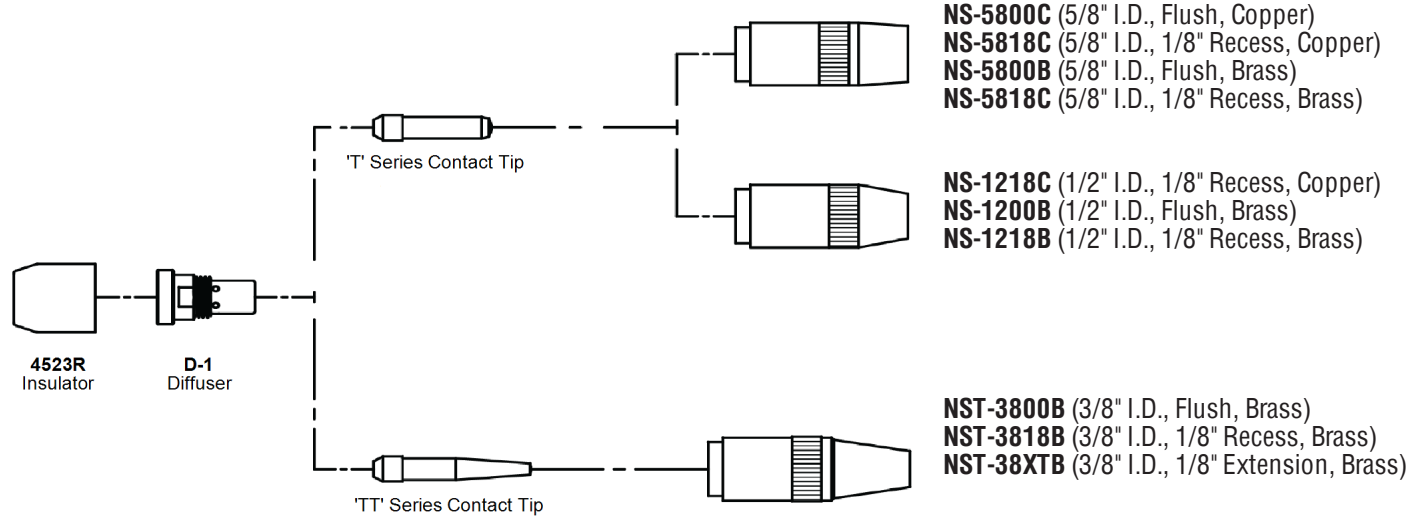 NS-5800C (5/8" I.D., Flush, Copper)
NS-5818C (5/8" I.D., 1/8" Recess, Copper)
NS-5800B (5/8" I.D., Flush, Brass)
NS-5818C (5/8" I.D., 1/8" Recess, Brass)
'T' Series Contact Tip
NS-1218C (1/2" I.D., 1/8" Recess, Copper)
NS-1200B (1/2" I.D., Flush, Brass)
NS-1218B (1/2" I.D., 1/8" Recess, Brass)
4523R
Insulator
D-1
Diffuser
NST-3800B (3/8" I.D., Flush, Brass)
NST-3818B (3/8" I.D., 1/8" Recess, Brass)
NST-38XTB (3/8" I.D., 1/8" Extension, Brass)
'TT' Series Contact Tip